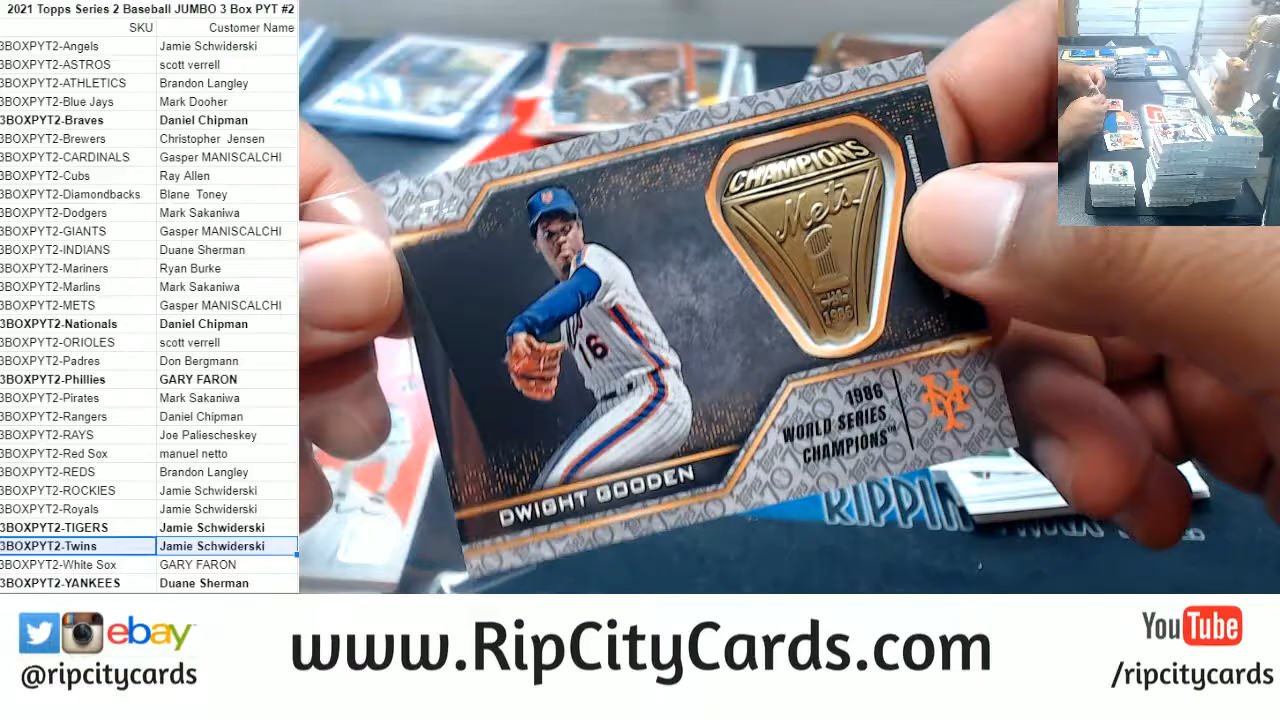 2021 Topps Series 2 Baseball JUMBO 3 Box PYT #2
SKU Customer Name
3BOXPYT2-Angels Jamie Schwiderski
3BOXPYT2-ASTROS scott verrell
3BOXPYT2-ATHLETICS Brandon Langley
3BOXPYT2-Blue Jays Mark Dooher
3BOXPYT2-Braves Daniel Chipman
3BOXPYT2-Brewers Christopher Jensen
3BOXPYT2-CARDINALS Gasper MANISCALCHI
3BOXPYT2-Cubs Ray Allen
3BOXPYT2-Diamondbacks Blane Toney
3BOXPYT2-Dodgers Mark Sakaniwa
3BOXPYT2-GIANTS Gasper MANISCALCHI
3BOXPYT2-INDIANS Duane Sherman
3BOXPYT2-Mariners Ryan Burke
3BOXPYT2-Marlins Mark Sakaniwa
3BOXPYT2-METS Gasper MANISCALCHI
3BOXPYT2-Nationals Daniel Chipman
3BOXPYT2-ORIOLES scott verrell
3BOXPYT2-Padres Don Bergmann
3BOXPYT2-Phillies GARY FARON
3BOXPYT2-Pirates Mark Sakaniwa
3BOXPYT2-Rangers Daniel Chipman
3BOXPYT2-RAYS Joe Paliescheskey
3BOXPYT2-Red Sox manuel netto
3BOXPYT2-REDS Brandon Langley
3BOXPYT2-ROCKIES Jamie Schwiderski
3BOXPYT2-Royals Jamie Schwiderski
3BOXPYT2-TIGERS Jamie Schwiderski
3BOXPYT2-Twins Jamie Schwiderski
3BOXPYT2-White Sox GARY FARON
3BOXPYT2-YANKEES Duane Sherman
CHAMPIONS
Mets
1986
16
1986
WORLD SERIES
CHAMPIONS™
NY
DWIGHT GOODEN
RIPPIN
ebay
@ripcitycards
www.RipCityCards.com
YouTube
/ripcitycards